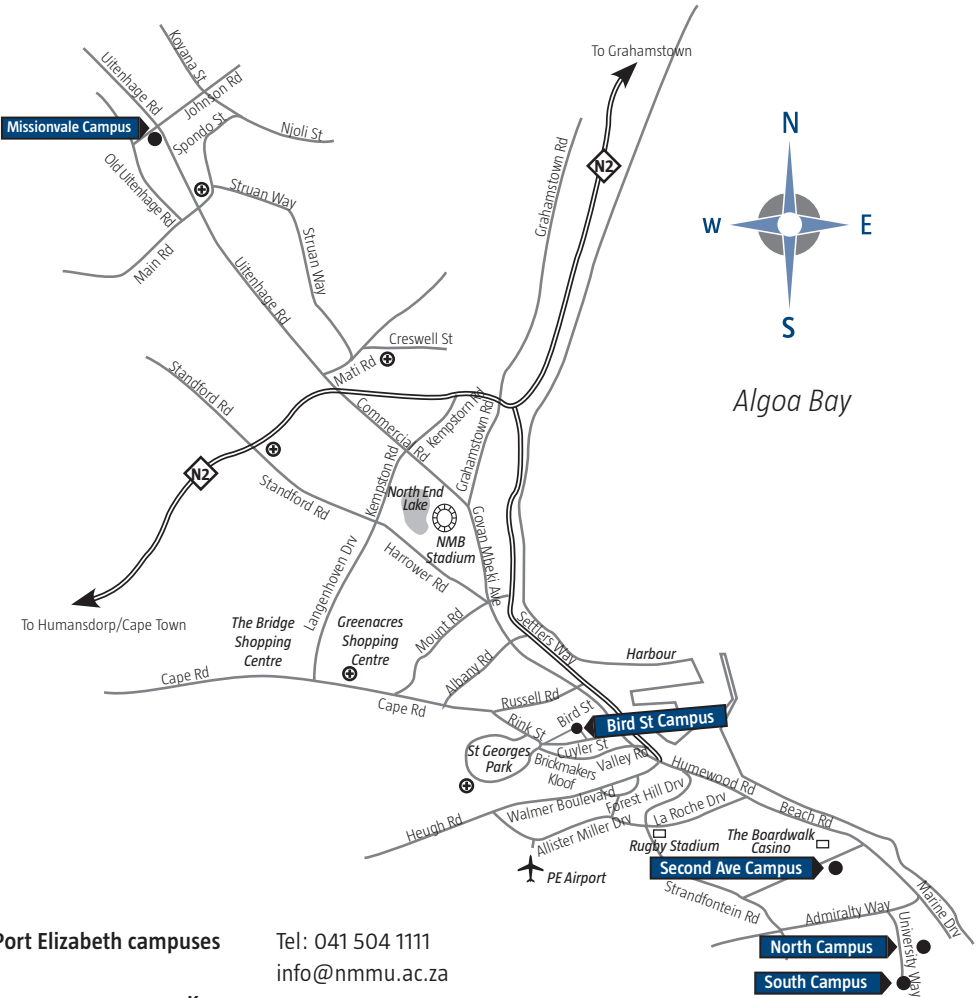 To Grahamstown
Koyana St
Uitenhage Rd
Johnson Rd
Missionvale Campus
Spondo St
Njoli St
N
W
E
S
N2
Grahamstown Rd
Old Uitenhage Rd
Struan Way
Struan Way
Main Rd
Uitenhage Rd
Creswell St
Mati Rd
Algoa Bay
Standford Rd
Commercial Rd
Kempstorn Rd
Grahamstown Rd
Kempston Rd
N2
Standford Rd
North End
Lake
NMB
Stadium
Govan Mbeki Ave
Harrower Rd
Langenhoven Drv
To Humansdorp/Cape Town
The Bridge
Shopping
Centre
Greenacres
Shopping
Centre
Mount Rd
Settlers Way
Harbour
Albany Rd
Cape Rd
Cape Rd
Russell Rd
Bird St
Rink St
Bird St Campus
St Georges
Park
Cuyler St
Brickmakers
Kloof
Valley Rd
Humewood Rd
Walmer Boulevard
Forest Hill Drv
La Roche Drv
Beach Rd
Heugh Rd
Allister Miller Drv
Rugby Stadium
The Boardwalk
Casino
PE Airport
Second Ave Campus
Strandfontein Rd
Admiralty Way
Marine Drv
University Way
North Campus
South Campus
Port Elizabeth campuses
Tel: 041 504 1111
info@nmmu.ac.za